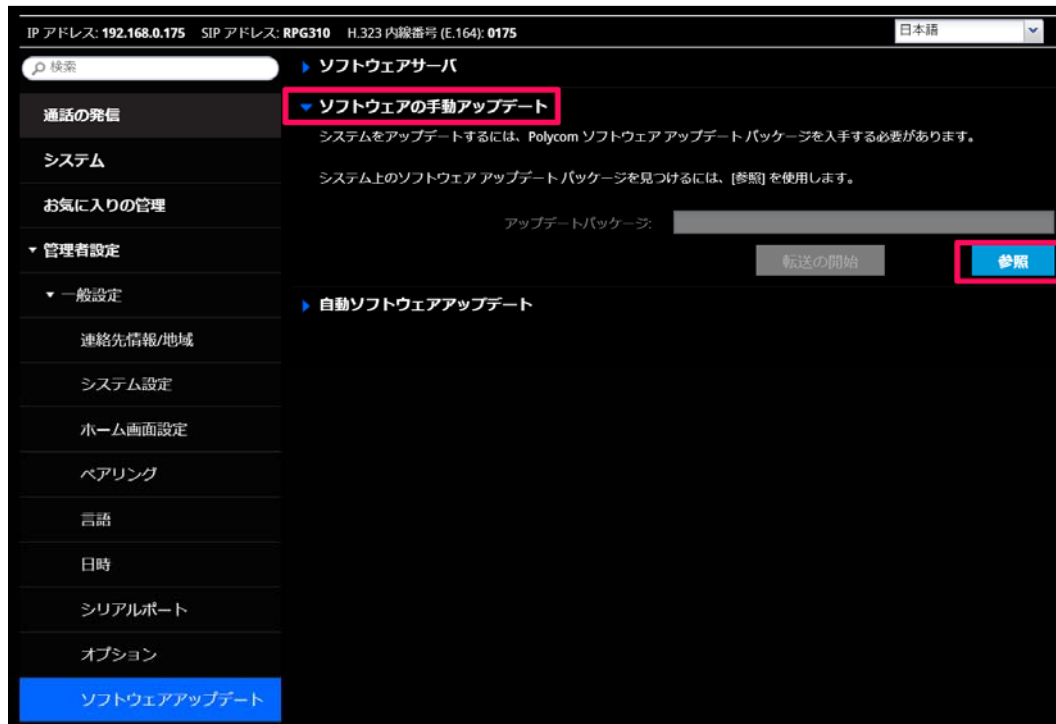 IP アドレス: 192.168.0.175 SIP アドレス: RPG310 H.323 内線番号 (E.164): 0175
日本語
検索
通話の発信
システム
お気に入りの管理
管理者設定
一般設定
連絡先情報/地域
システム設定
ホーム画面設定
ペアリング
言語
日時
シリアルポート
オプション
ソフトウェアアップデート
ソフトウェアサーバ
ソフトウェアの手動アップデート
システムをアップデートするには、Polycom ソフトウェア アップデート パッケージを入手する必要があります。
システム上のソフトウェア アップデート パッケージを見つけるには、[参照] を使用します。
アップデートパッケージ:
転送の開始
参照
自動ソフトウェアアップデート